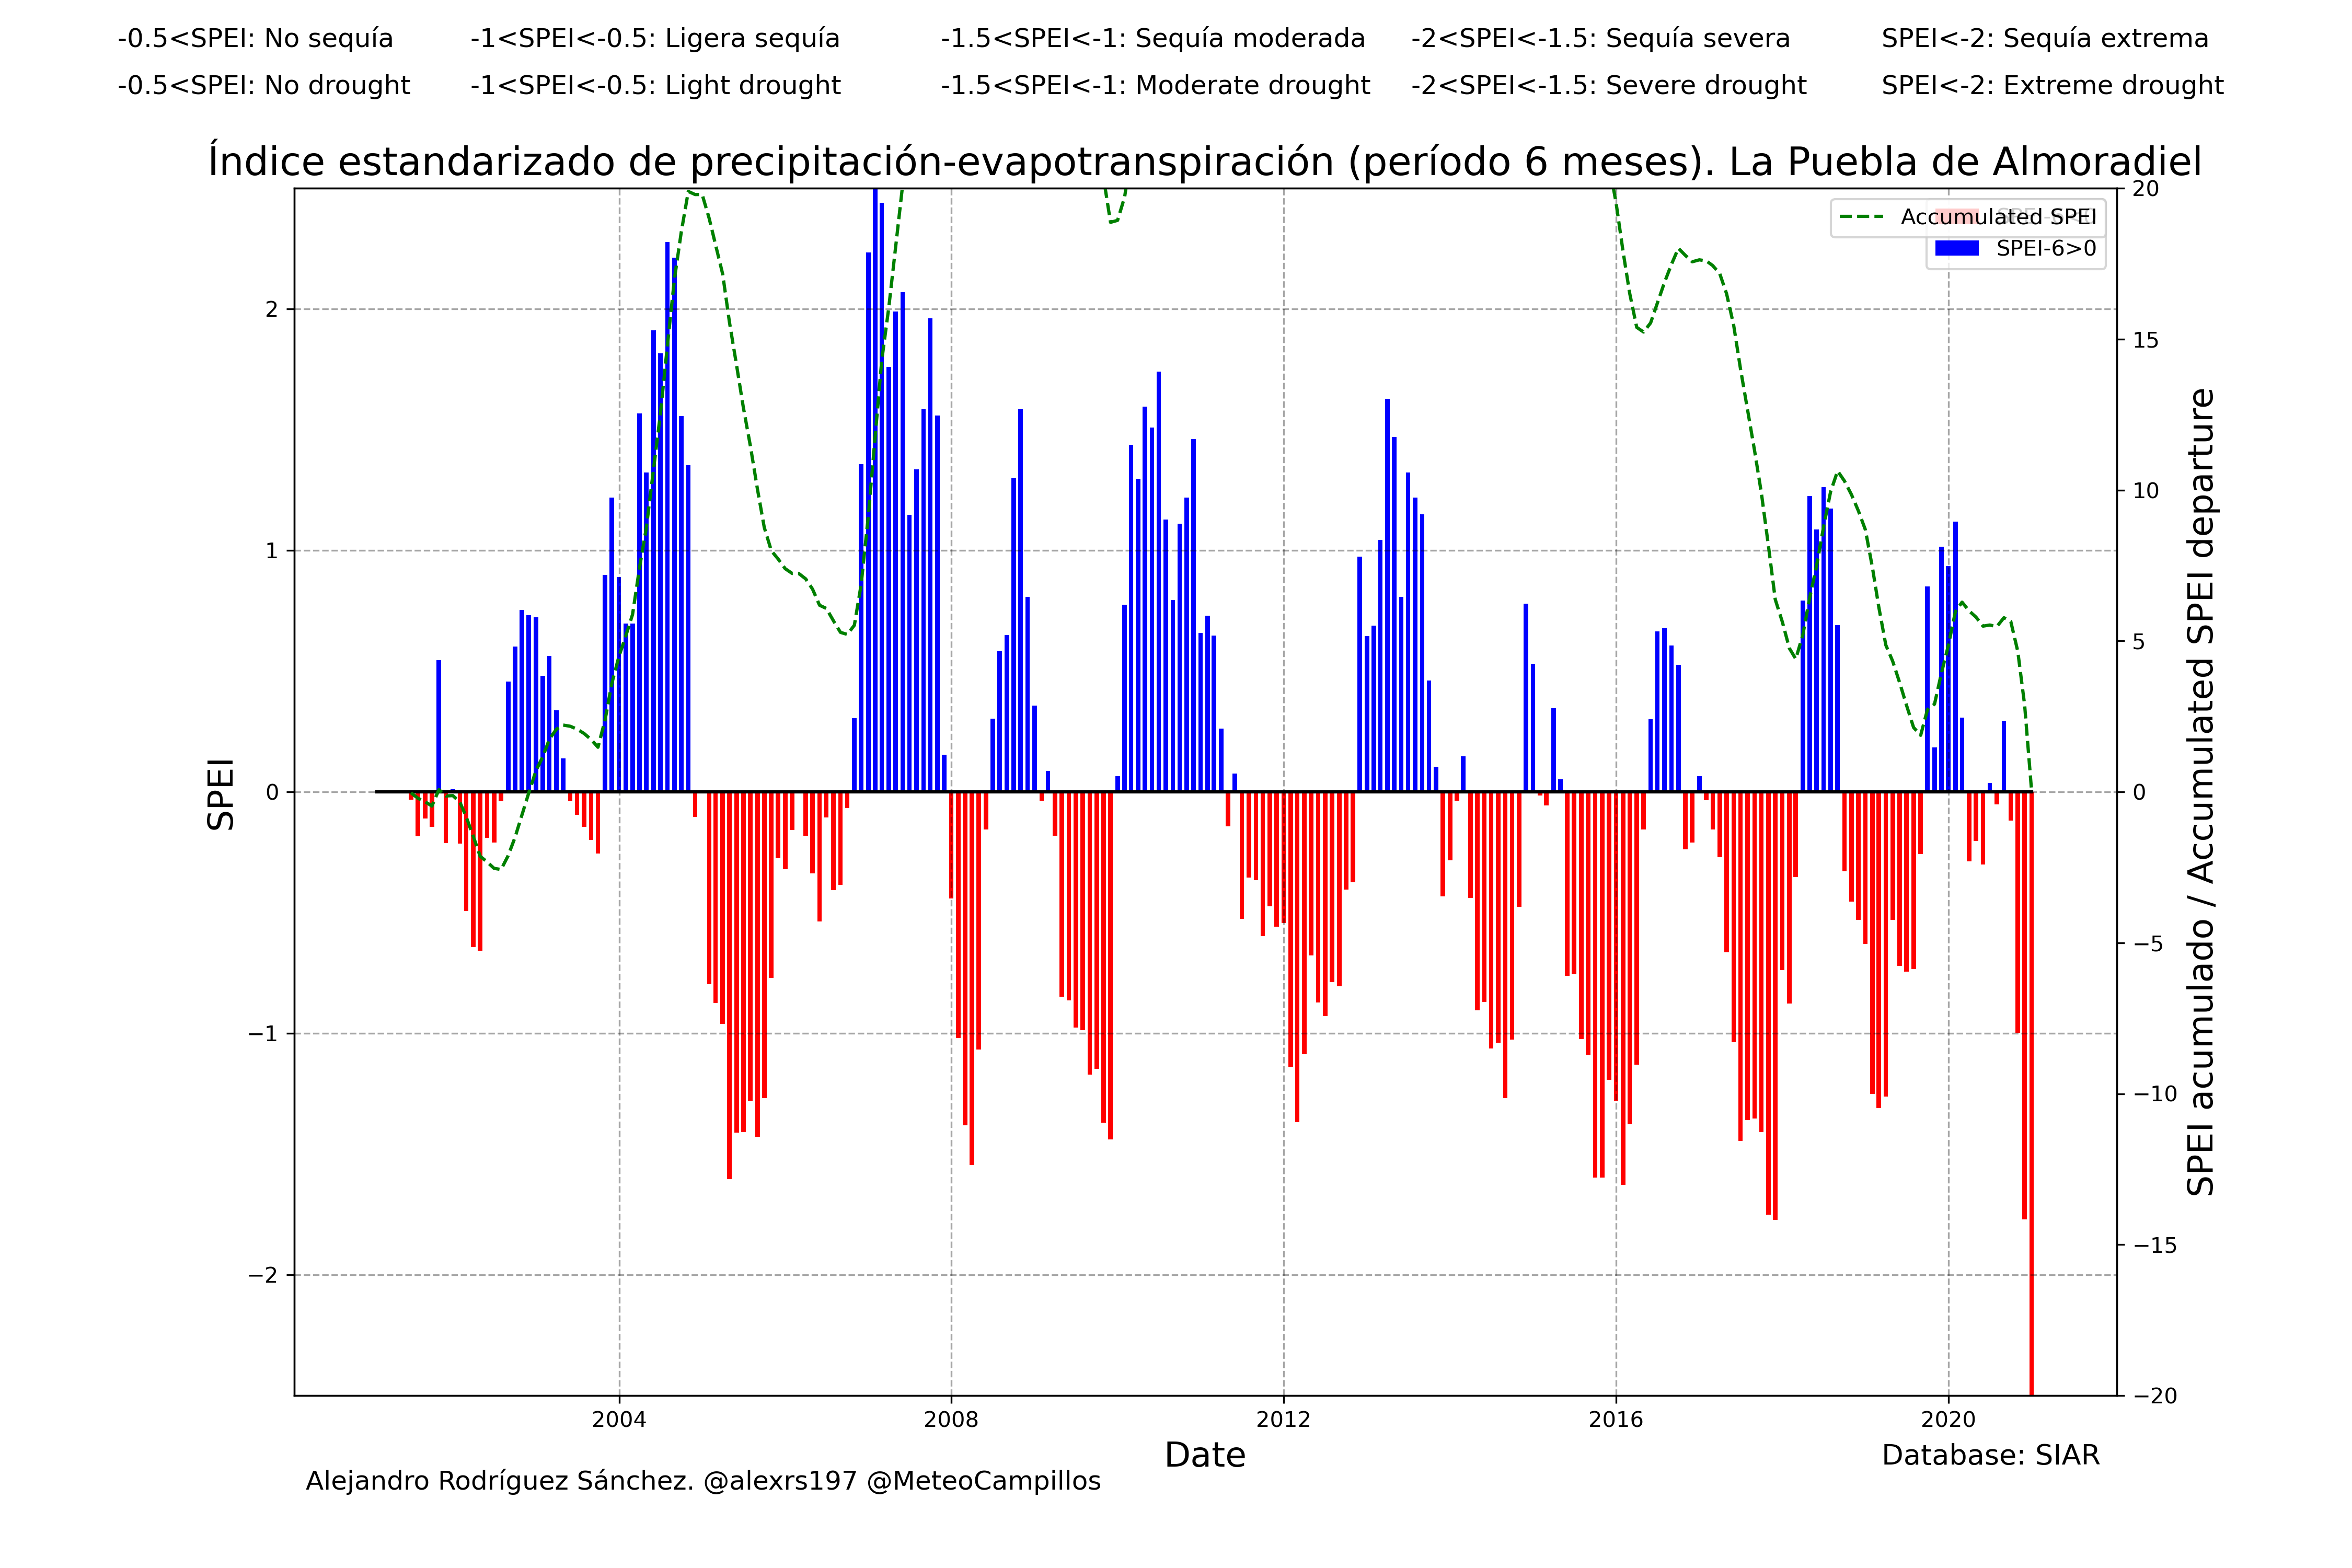 -0.5<SPEI: No sequía -1<SPEI<-0.5: Ligera sequía -1.5<SPEI<-1: Sequía moderada -2<SPEI<-1.5: Sequía severa SPEI<-2: Sequía extrema
-0.5<SPEI: No drought -1<SPEI<-0.5: Light drought -1.5<SPEI<-1: Moderate drought -2<SPEI<-1.5: Severe drought SPEI<-2: Extreme drought
Índice estandarizado de precipitación-evapotranspiración (período 6 meses). La Puebla de Almoradiel
Accumulated SPEI
SPEI-6>0
SPEI
2
1
0
−1
−2
20
15
10
5
0
−5
−10
−15
−20
SPEI acumulado / Accumulated SPEI departure
2004 2008 2012 2016 2020
Date
Database: SIAR
Alejandro Rodríguez Sánchez. @alexrs197 @MeteoCampillos